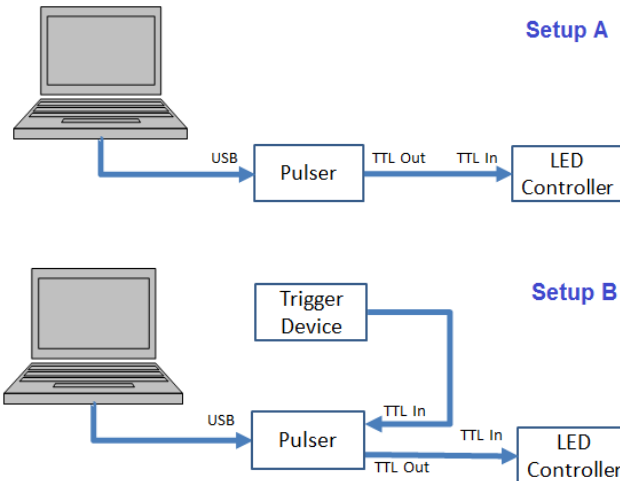 Setup A
USB
Pulser
TTL Out
TTL In
LED
Controller
Setup B
Trigger
Device
TTL In
USB
Pulser
TTL Out
TTL In
LED
Controller